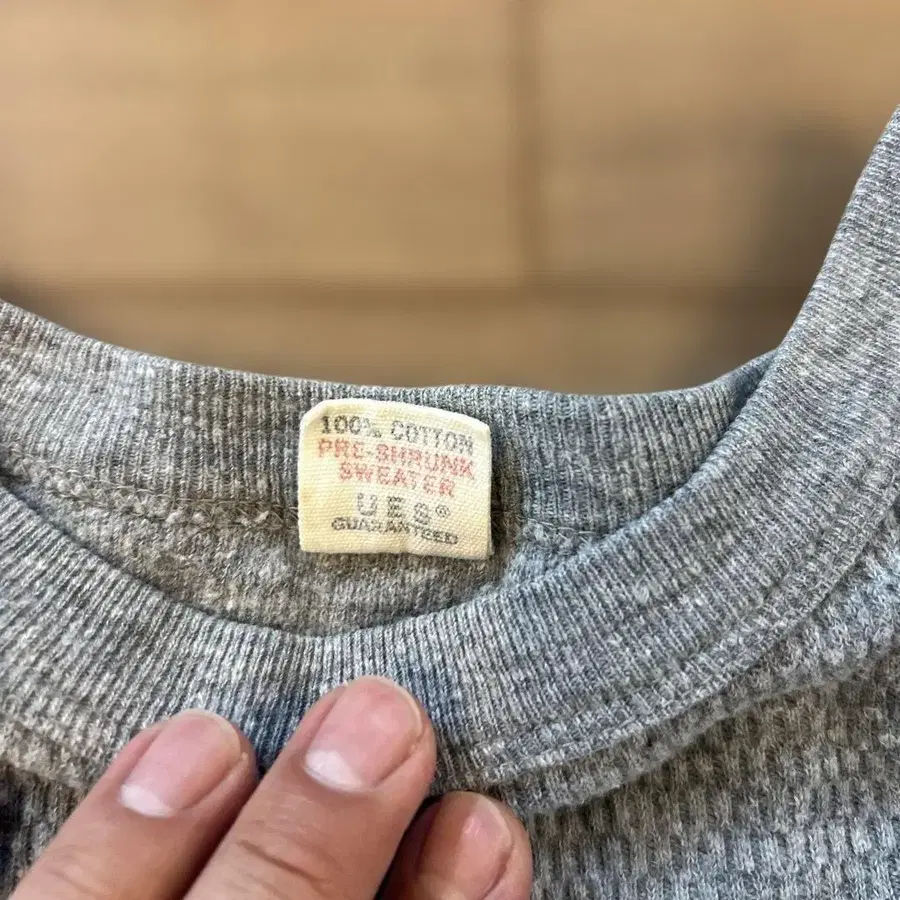 100% COTTON
PRE-SHRUNK
SWEATER
UES®
GUARANTEED